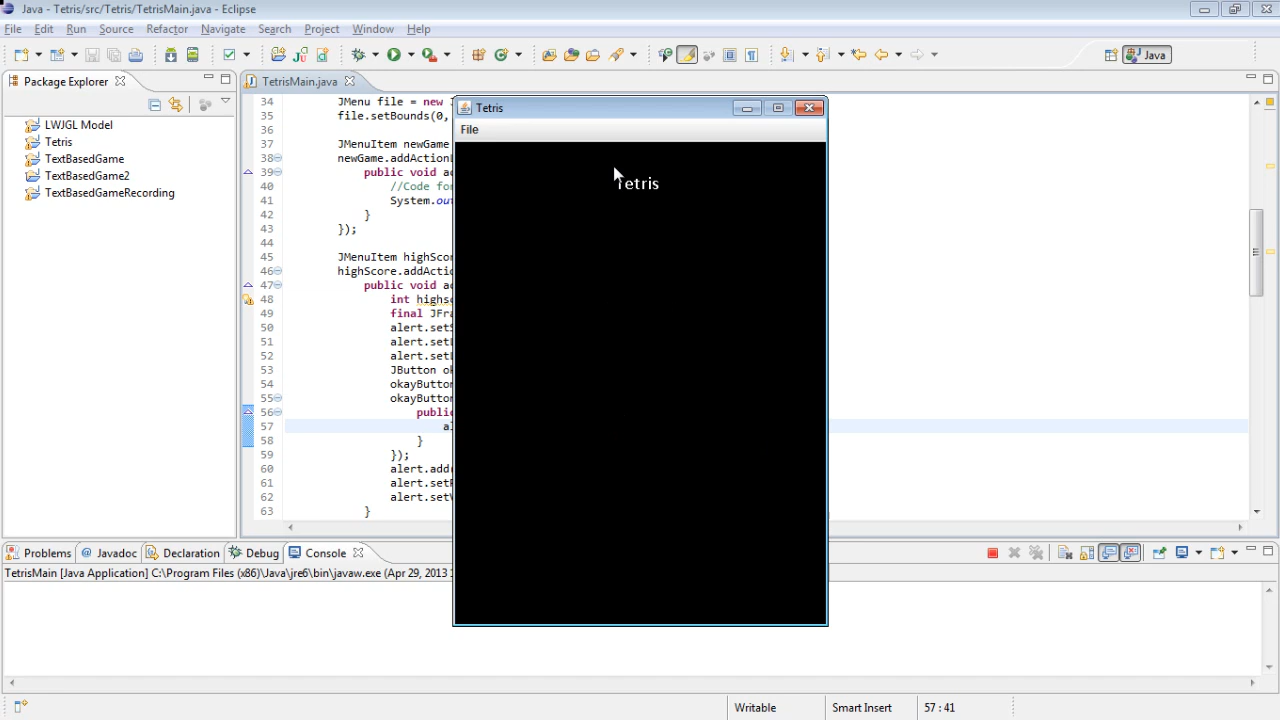 Java - Tetris/src/Tetris/TetrisMain.java - Eclipse
File Edit Run Source Refactor Navigate Search Project Window Help
Java
Package Explorer
LWJGL Model
Tetris
TextBasedGame
TextBasedGame2
TextBasedGameRecording
TetrisMain.java
34 JMenu file = new
35 file.setBounds(0,
36
37 JMenuItem newGame
38 newGame.addAction
39 public void a
40 //Code for
41 System.out
42 }
43 });
44
45 JMenuItem highSco
46 highScore.addActi
47 public void a
48 int highs
49 final JFra
50 alert.set
51 alert.set
52 alert.set
53 JButton o
54 okayButto
55 okayButto
56 public
57 a
58 }
59 });
60 alert.add
61 alert.set
62 alert.set
63 }
Tetris
File
Tetris
Problems Javadoc Declaration Debug Console
TetrisMain [Java Application] C:\Program Files (x86)\Java\jre6\bin\javaw.exe (Apr 29, 2013
Writable Smart Insert 57 : 41